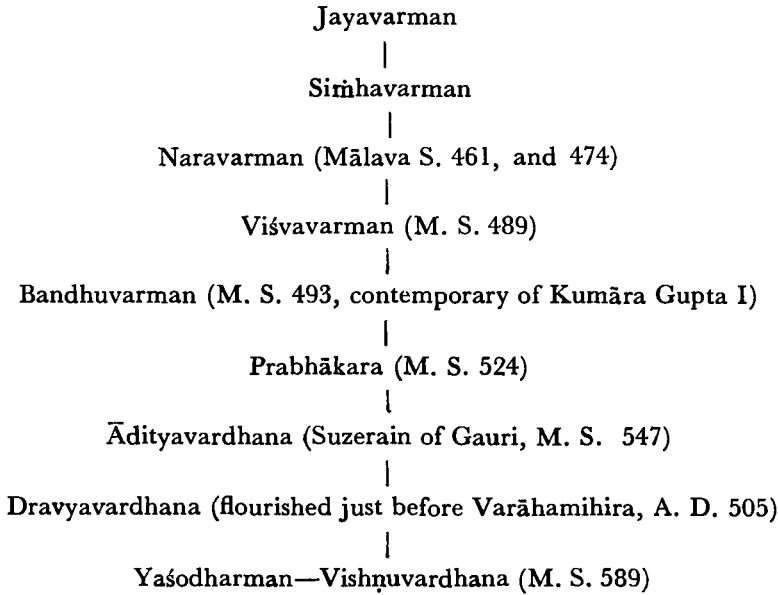 Jayavarman
Siṁhavarman
Naravarman (Mālava S. 461, and 474)
Viśvavarman (M. S. 489)
Bandhuvarman (M. S. 493, contemporary of Kumāra Gupta I)
Prabhākara (M. S. 524)
Ādityavardhana (Suzerain of Gauri, M. S. 547)
Dravyavardhana (flourished just before Varāhamihira, A. D. 505)
Yaśodharman—Vishṇuvardhana (M. S. 589)